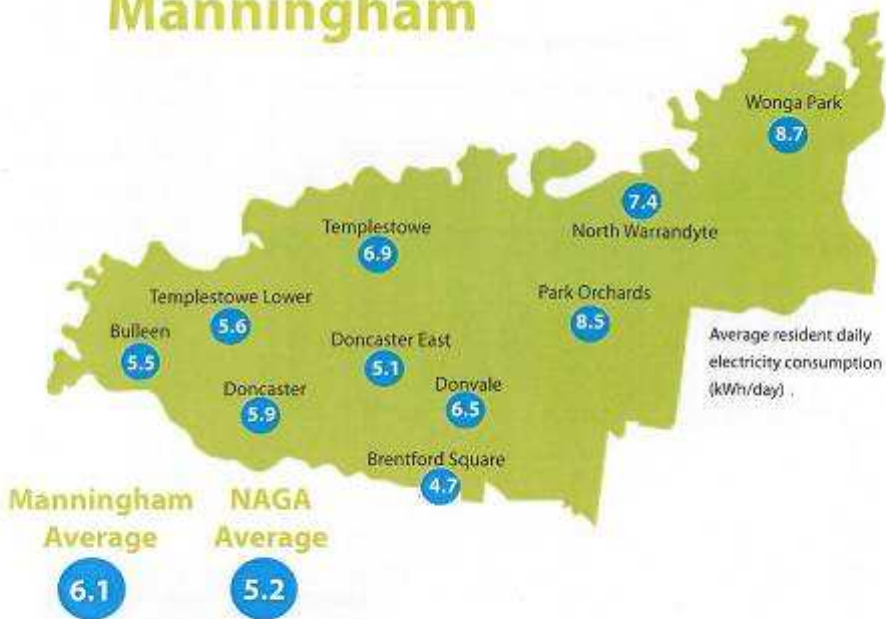 Manningham
Wonga Park
8.7
7.4
North Warrandyte
Templestowe
6.9
Park Orchards
8.5
Templestowe Lower
5.6
Bulleen
5.5
Doncaster East
5.1
Doncaster
5.9
Donvale
6.5
Brentford Square
4.7
Average resident daily
electricity consumption
(kWh/day) .
Manningham
Average
6.1
NAGA
Average
5.2